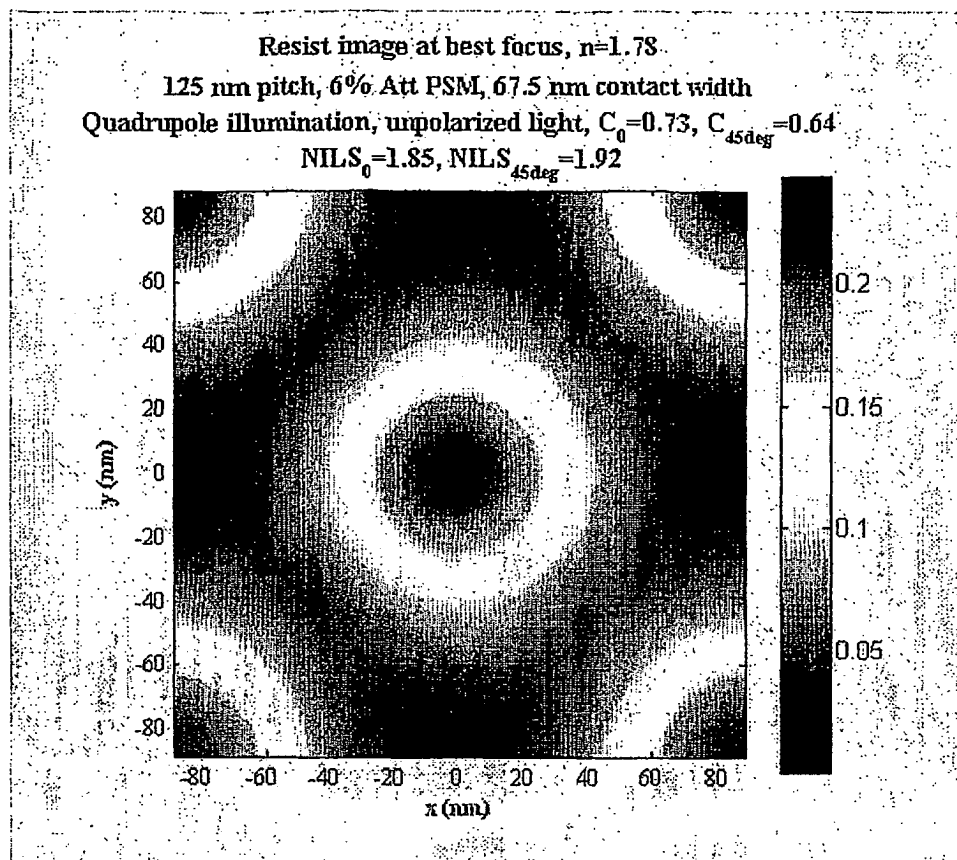 Resist image at best focus, n=1.78
125 nm pitch, 6% Att PSM, 67.5 nm contact width
Quadrupole illumination, unpolarized light, C0=0.73, C45deg=0.64
NILS0=1.85, NILS45deg=1.92
80
60
40
20
0
-20
-40
-60
-80
y (nm)
-80 -60 -40 -20 0 20 40 60 80
x (nm)
0.2
0.15
0.1
0.05